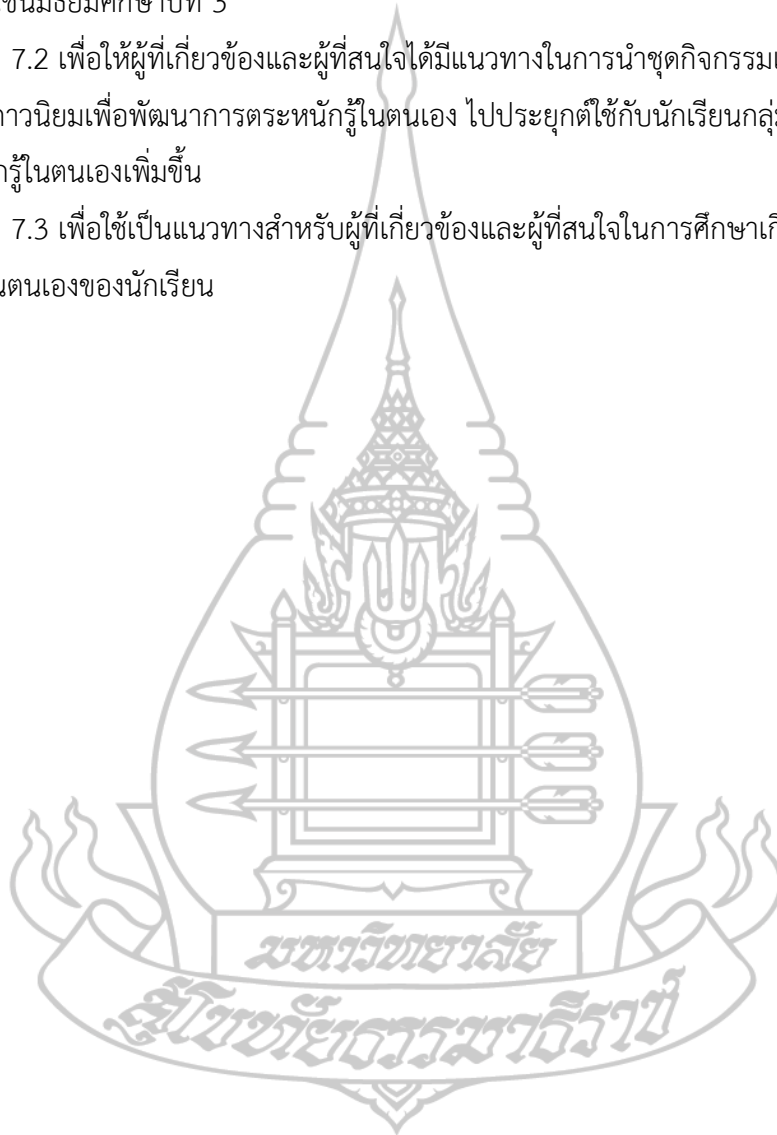 ชั้นมัธยมศึกษาปีที่ 3
7.2 เพื่อให้ผู้ที่เกี่ยวข้องและผู้ที่สนใจได้มีแนวทางในการนำชุดกิจกรรม
าวนิยมเพื่อพัฒนาการตระหนักรู้ในตนเอง ไปประยุกต์ใช้กับนักเรียนกลุ่
กรู้ในตนเองเพิ่มขึ้น
7.3 เพื่อใช้เป็นแนวทางสำหรับผู้ที่เกี่ยวข้องและผู้ที่สนใจในการศึกษาเกี
นตนเองของนักเรียน
มหาวิทยาลัย
สุโขทัยธรรมาธิราช